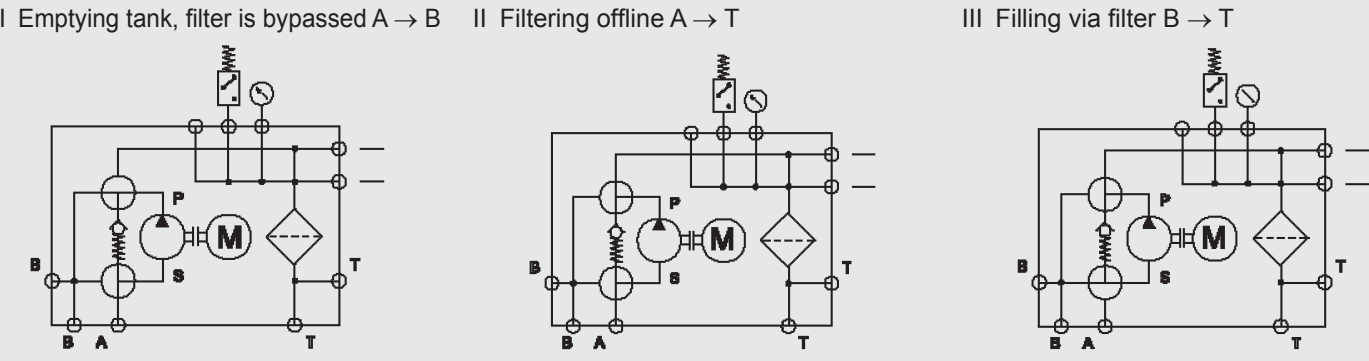 I Emptying tank, filter is bypassed A → B
II Filtering offline A → T
III Filling via filter B → T
P
M
S
B
T
B A T
P
M
S
B
T
B A T
P
M
S
B
T
B A T